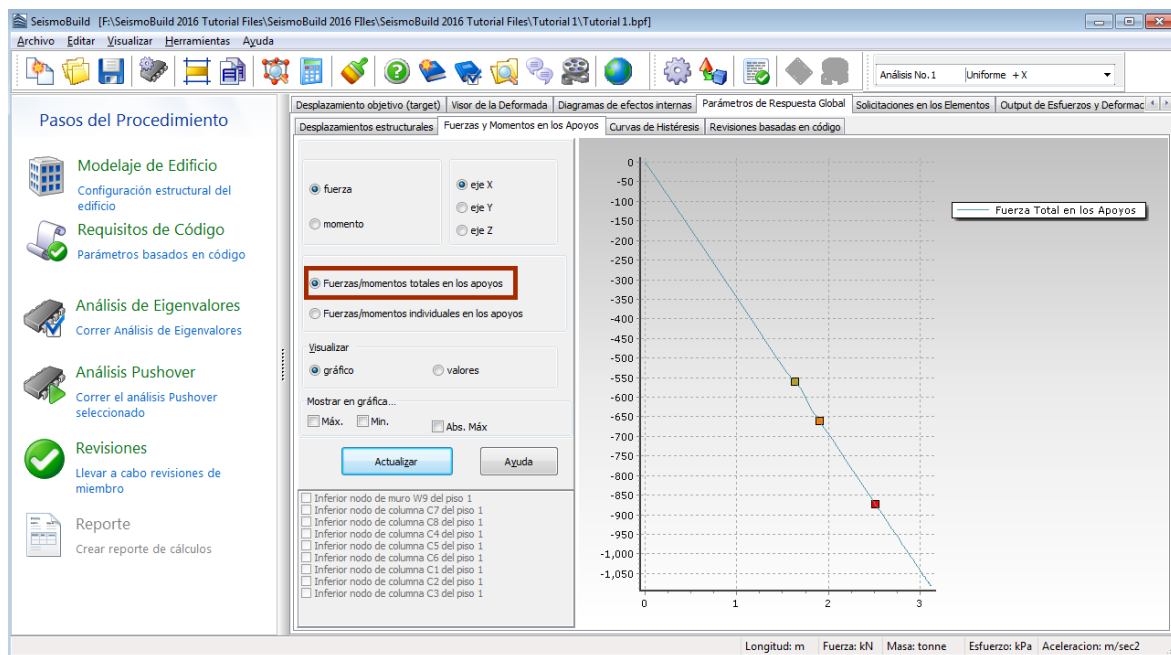 SeismoBuild [F:\SeismoBuild 2016 Tutorial Files\SeismoBuild 2016 FIles\SeismoBuild 2016 Tutorial Files\Tutorial 1\Tutorial 1.bpf]
Archivo Editar Visualizar Herramientas Ayuda
Análisis No. 1 Uniforme +X
Pasos del Procedimiento
Modelaje de Edificio
Configuración estructural del
edificio
Requisitos de Código
Parámetros basados en código
Análisis de Eigenvalores
Correr Análisis de Eigenvalores
Análisis Pushover
Correr el análisis Pushover
seleccionado
Revisiones
Llevar a cabo revisiones de
miembro
Reporte
Crear reporte de cálculos
Desplazamiento objetivo (target) Visor de la Deformada Diagramas de efectos internas Parámetros de Respuesta Global Solicitaciones en los Elementos Output de Esfuerzos y Deformac
Desplazamientos estructurales Fuerzas y Momentos en los Apoyos Curvas de Histéresis Revisiones basadas en código
fuerza
momento
eje X
eje Y
eje Z
Fuerzas/momentos totales en los apoyos
Fuerzas/momentos individuales en los apoyos
Visualizar
gráfico valores
Mostrar en gráfica...
Máx. Min. Abs. Máx
Actualizar Ayuda
Inferior nodo de muro W9 del piso 1
Inferior nodo de columna C7 del piso 1
Inferior nodo de columna C8 del piso 1
Inferior nodo de columna C4 del piso 1
Inferior nodo de columna C5 del piso 1
Inferior nodo de columna C6 del piso 1
Inferior nodo de columna C1 del piso 1
Inferior nodo de columna C2 del piso 1
Inferior nodo de columna C3 del piso 1
Fuerza Total en los Apoyos
0
-50
-100
-150
-200
-250
-300
-350
-400
-450
-500
-550
-600
-650
-700
-750
-800
-850
-900
-950
-1,000
-1,050
0 1 2 3
Longitud: m Fuerza: kN Masa: tonne Esfuerzo: kPa Aceleracion: m/sec2